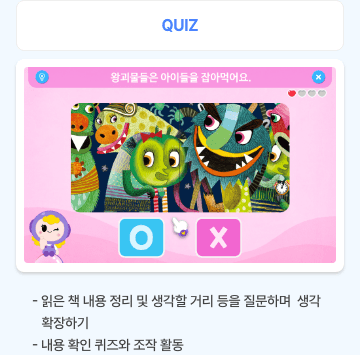 QUIZ
왕괴물들은 아이들을 잡아먹어요.
O X
- 읽은 책 내용 정리 및 생각할 거리 등을 질문하며 생각
확장하기
- 내용 확인 퀴즈와 조작 활동